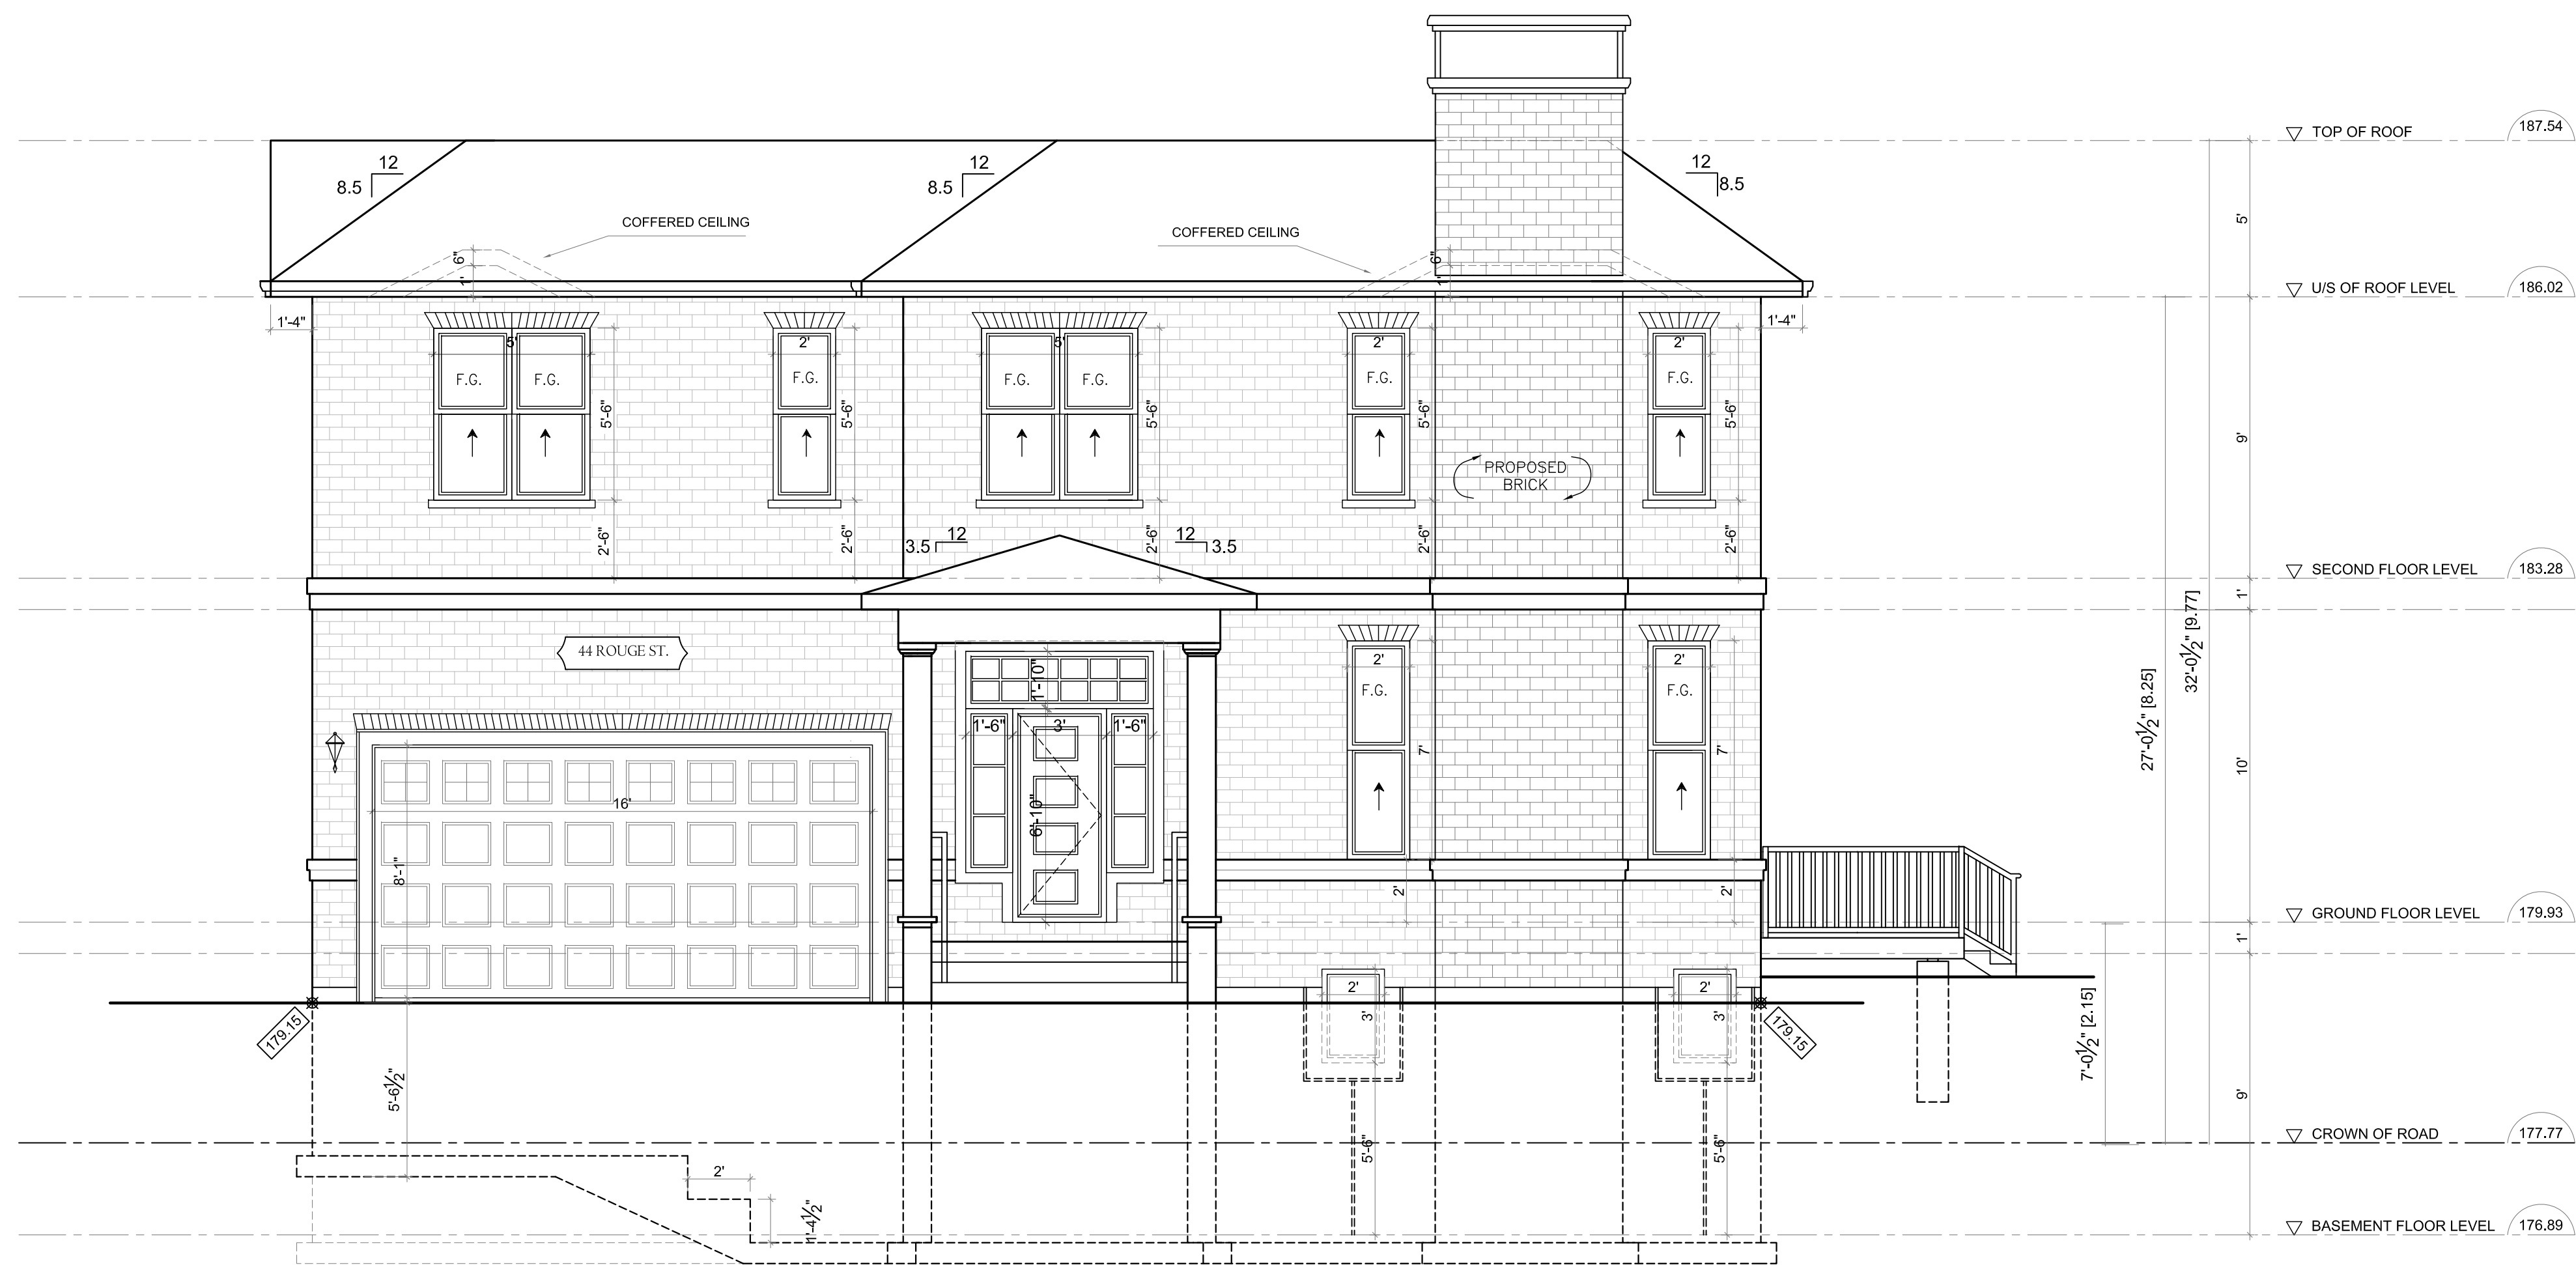 TOP OF ROOF 187.54
12 12 12
8.5 8.5 8.5
COFFERED CEILING
COFFERED CEILING
5'
6" 6"
1' 1'
U/S OF ROOF LEVEL 186.02
1'-4" 1'-4"
5' 2' 5' 2' 2'
F.G. F.G. F.G. F.G. F.G. F.G. F.G.
5'-6" 5'-6" 5'-6" 5'-6" 5'-6"
9'
PROPOSED
BRICK
2'-6" 2'-6" 2'-6" 2'-6" 2'-6"
12 12
3.5 3.5
SECOND FLOOR LEVEL 183.28
1'
32'-0½" [9.77]
44 ROUGE ST.
1'-10"
2' 2'
F.G. F.G.
27'-0½" [8.25]
1'-6" 3' 1'-6"
7' 7'
10'
16'
6'-10"
8'-1"
2' 2'
GROUND FLOOR LEVEL 179.93
1'
2' 2'
3' 3'
179.15 179.15
7'-0½" [2.15]
5'-6½"
9'
CROWN OF ROAD 177.77
5'-6" 5'-6"
2'
1'-4½"
BASEMENT FLOOR LEVEL 176.89